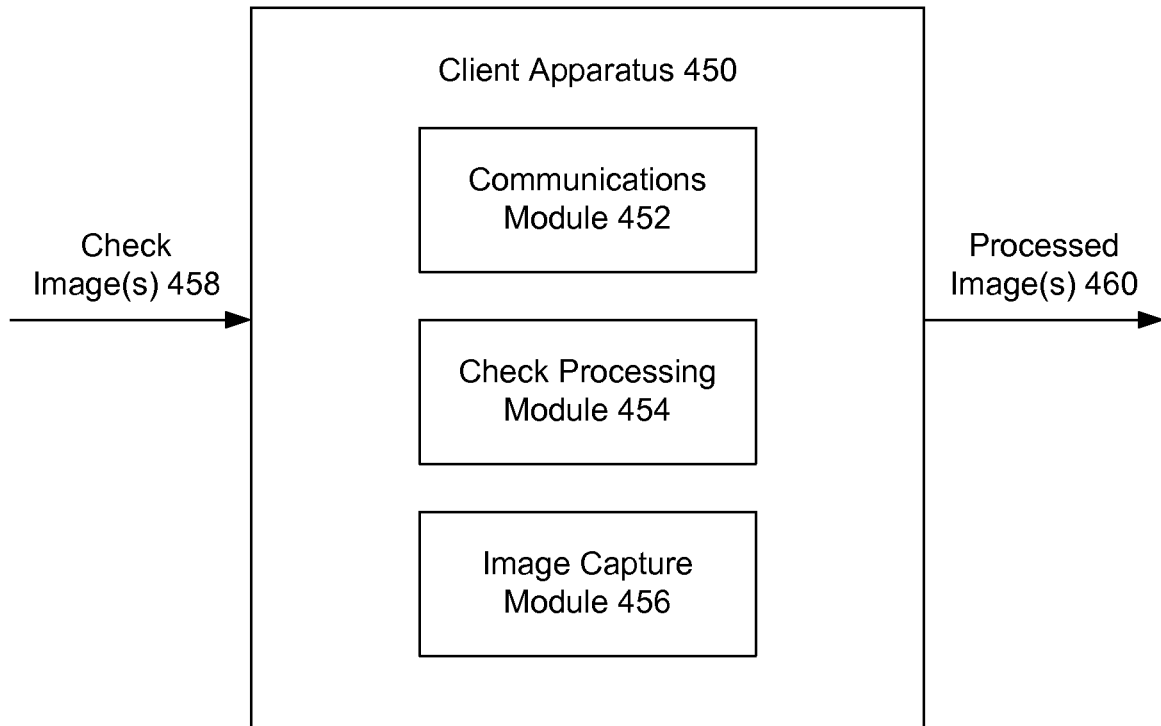 Client Apparatus 450
Communications
Module 452
Check
Image(s) 458
Processed
Image(s) 460
Check Processing
Module 454
Image Capture
Module 456